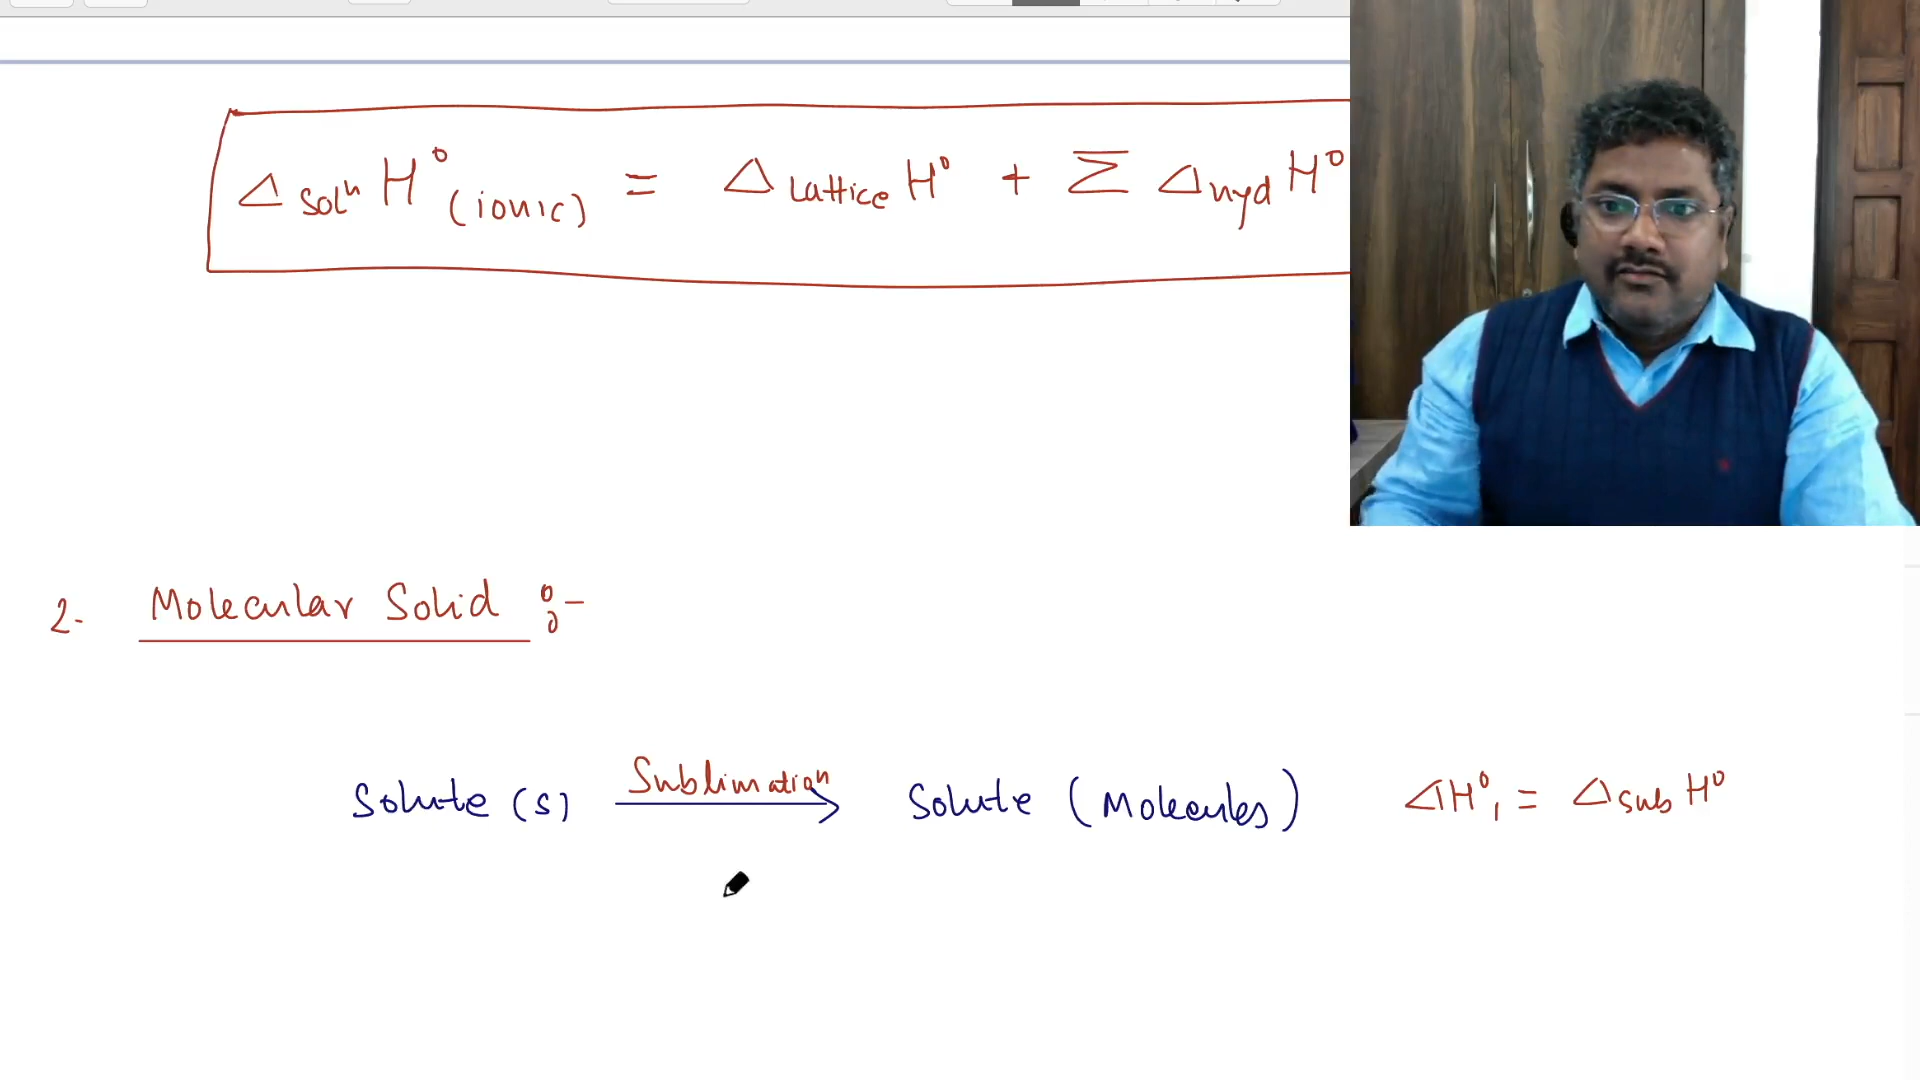 Δ Solⁿ H° (ionic) = Δ Lattice H° + Σ Δ hyd H°
2- Molecular Solid :-
Solute (s) Sublimation → Solute (Molecules) ΔH°₁ = Δ sub H°